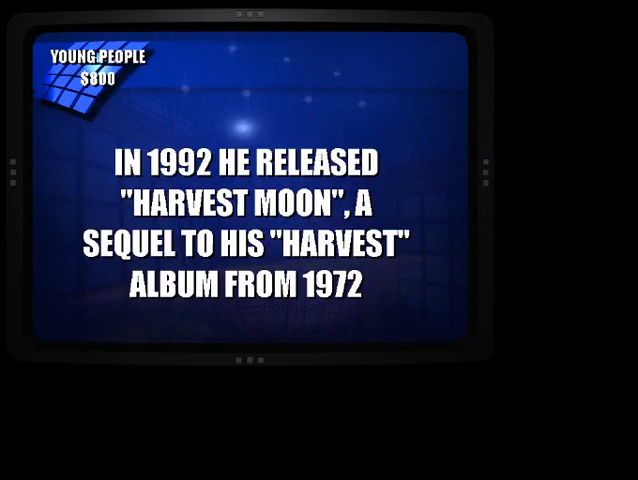 YOUNG PEOPLE
$800
IN 1992 HE RELEASED
"HARVEST MOON", A
SEQUEL TO HIS "HARVEST"
ALBUM FROM 1972